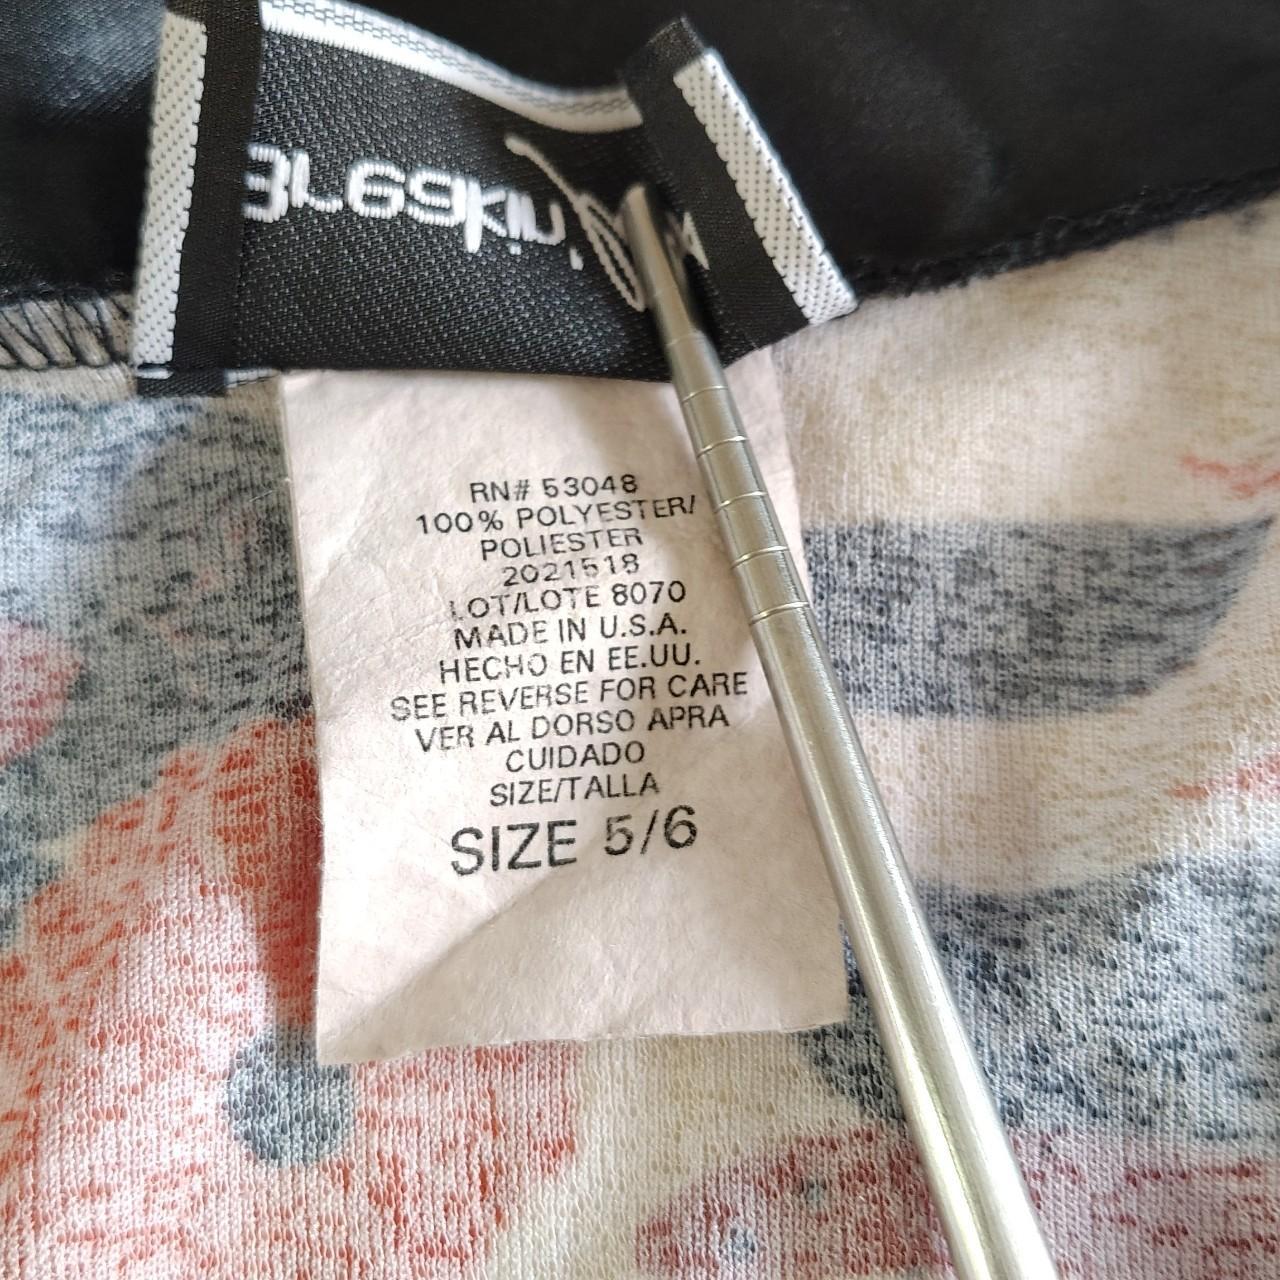 RN# 53048
100% POLYESTER/
POLIESTER
2021518
LOT/LOTE 8070
MADE IN U.S.A.
HECHO EN EE.UU.
SEE REVERSE FOR CARE
VER AL DORSO APRA
CUIDADO
SIZE/TALLA
SIZE 5/6